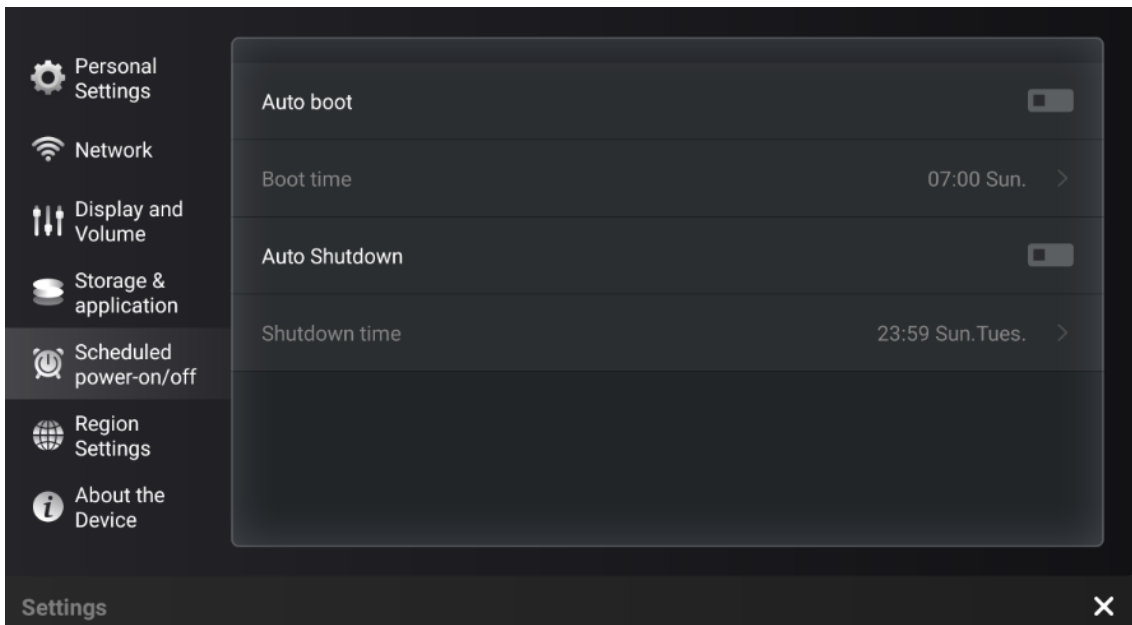 Personal
Settings
Network
Display and
Volume
Storage &
application
Scheduled
power-on/off
Region
Settings
About the
Device
Auto boot
Boot time 07:00 Sun.
Auto Shutdown
Shutdown time 23:59 Sun.Tues.
Settings